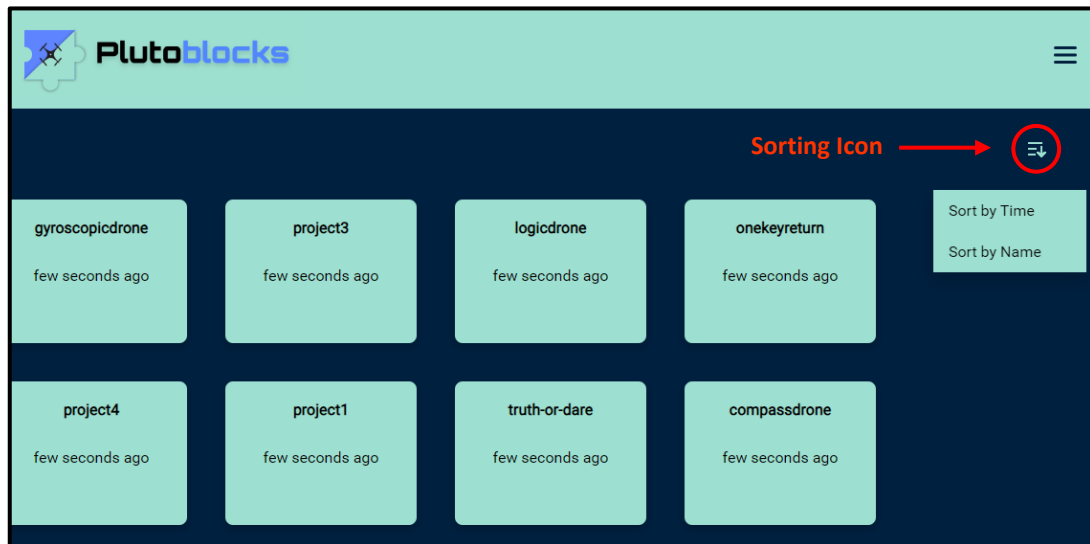 Plutoblocks
Sorting Icon
Sort by Time
Sort by Name
gyroscopicdrone
few seconds ago
project3
few seconds ago
logicdrone
few seconds ago
onekeyreturn
few seconds ago
project4
few seconds ago
project1
few seconds ago
truth-or-dare
few seconds ago
compassdrone
few seconds ago